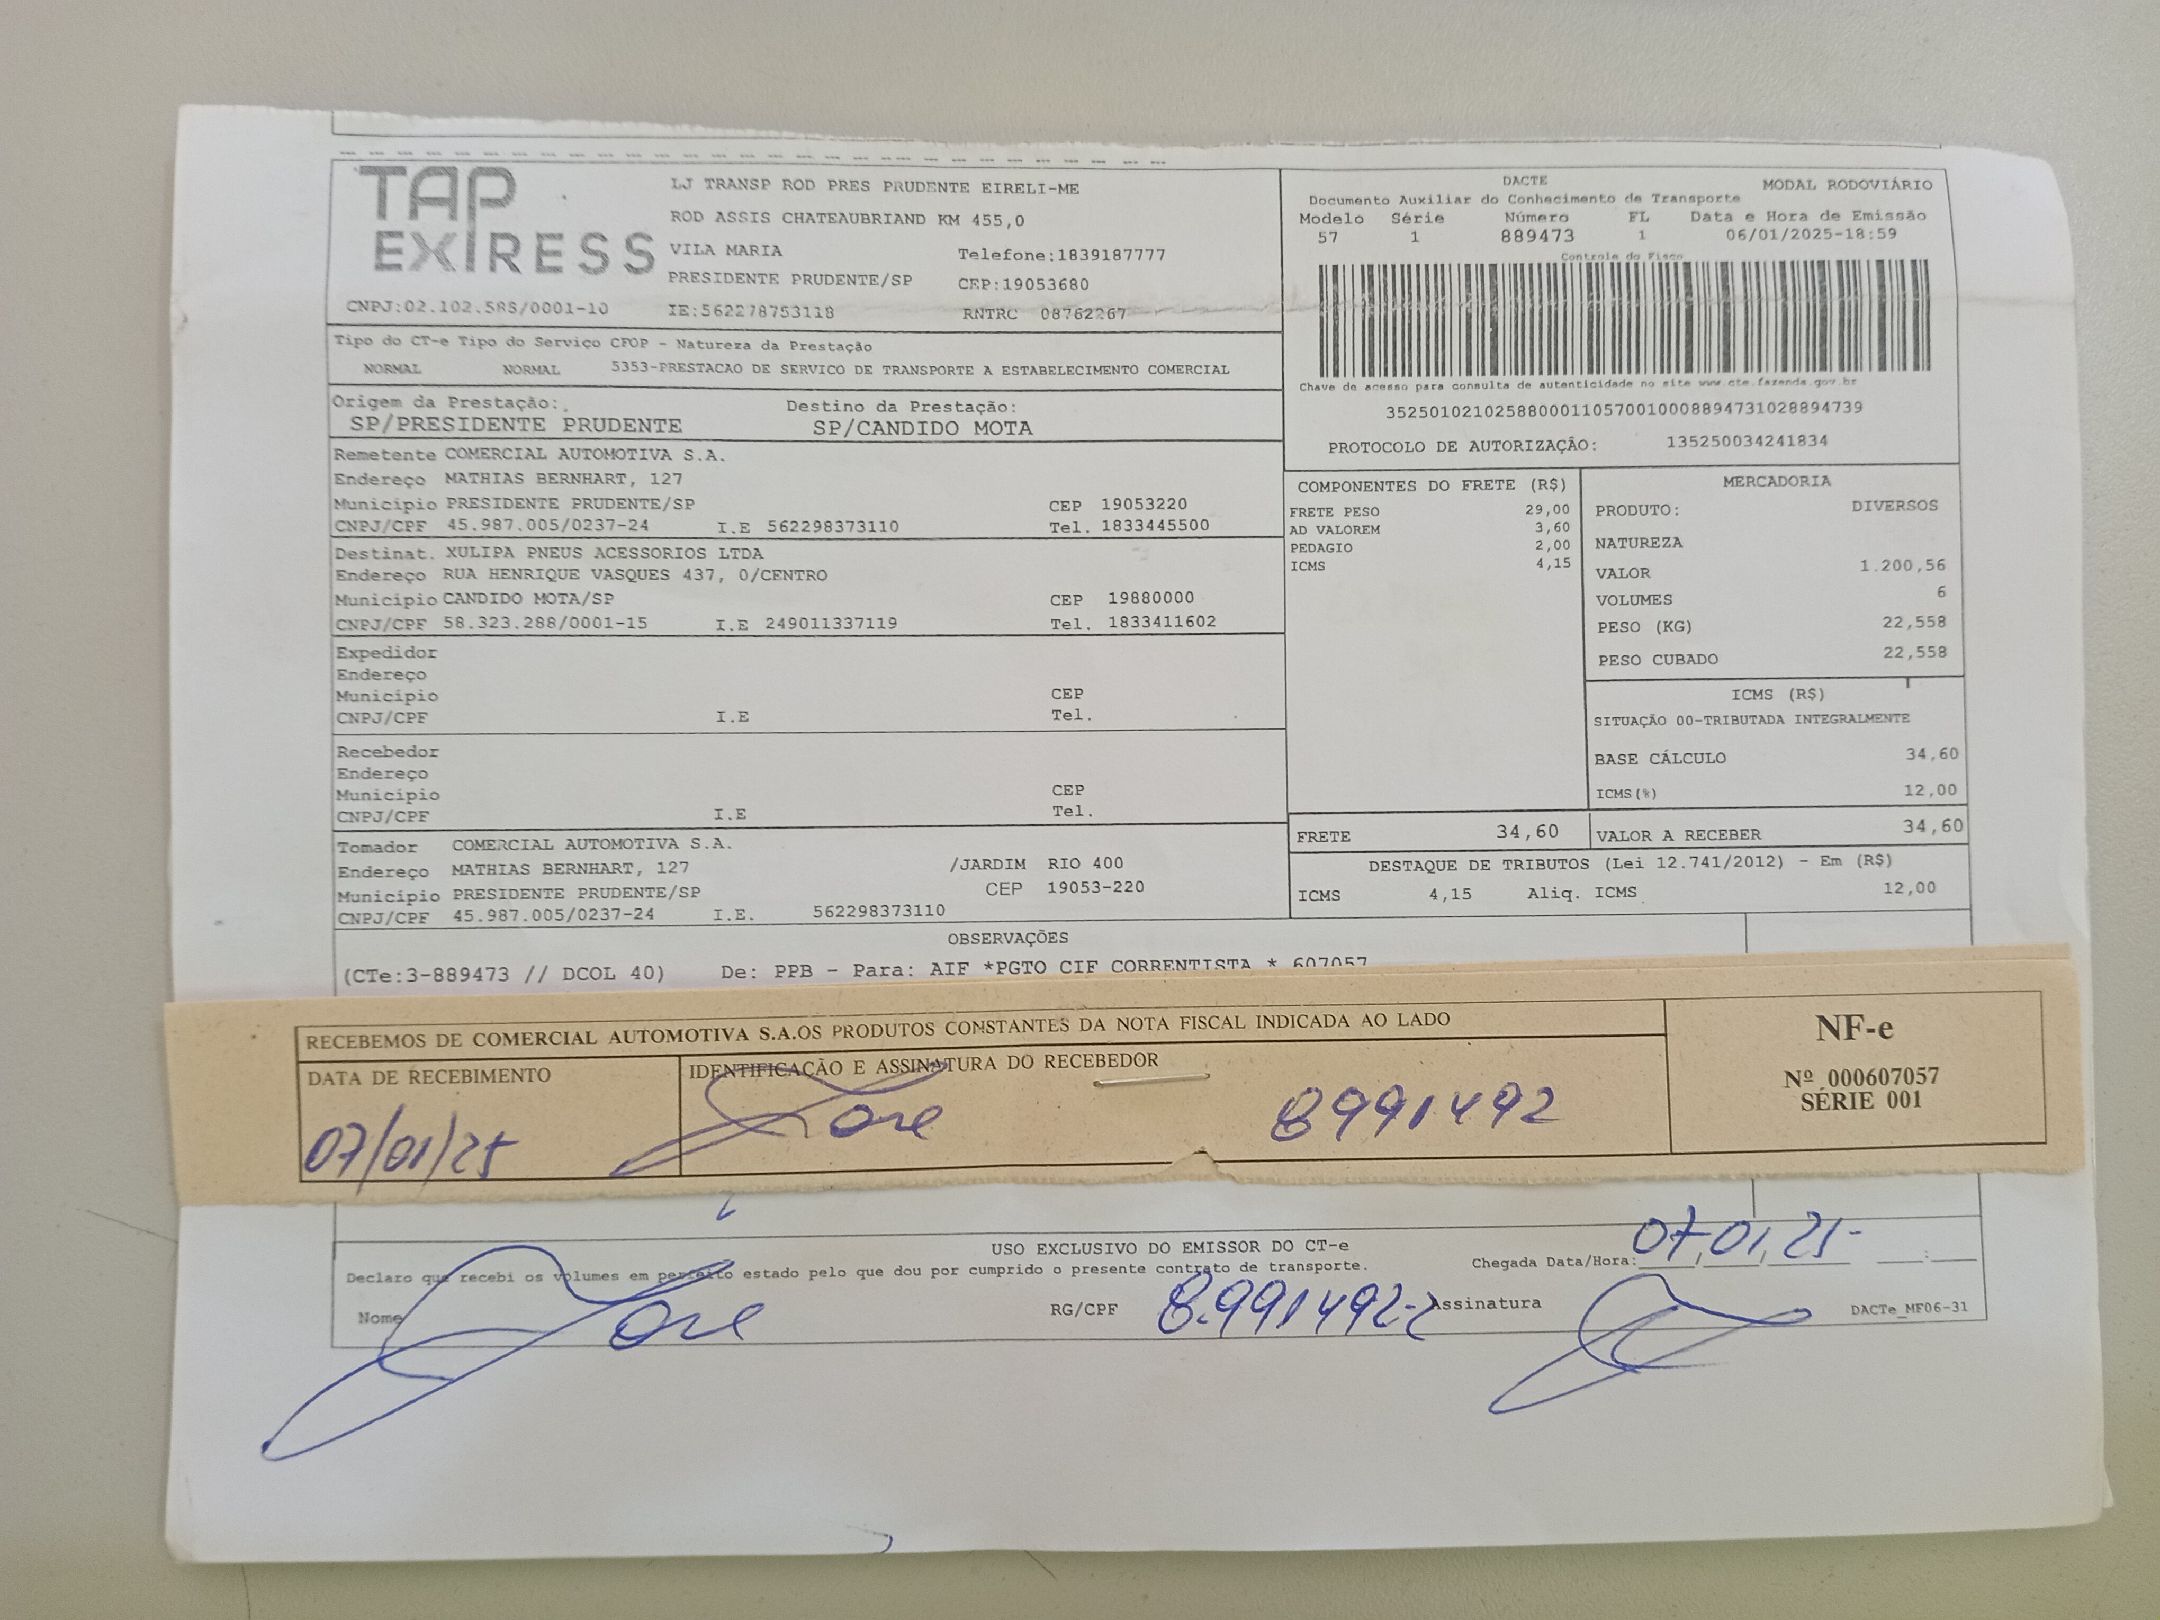 TAP
EXPRESS
CNPJ:02.102.588/0001-10
LJ TRANSP ROD PRES PRUDENTE EIRELI-ME
ROD ASSIS CHATEAUBRIAND KM 455,0
VILA MARIA Telefone:1839187777
PRESIDENTE PRUDENTE/SP CEP:19053680
IE:562278753118 RNTRC 08762267
DACTE MODAL RODOVIÁRIO
Documento Auxiliar do Conhecimento de Transporte
Modelo Série Número FL Data e Hora de Emissão
57 1 889473 1 06/01/2025-18:59
Controle do Fisco
Chave de acesso para consulta de autenticidade no site www.cte.fazenda.gov.br
35250102102588000110570010008894731028894739
PROTOCOLO DE AUTORIZAÇÃO: 135250034241834
Tipo do CT-e Tipo do Serviço CFOP - Natureza da Prestação
NORMAL NORMAL 5353-PRESTACAO DE SERVICO DE TRANSPORTE A ESTABELECIMENTO COMERCIAL
Origem da Prestação: Destino da Prestação:
SP/PRESIDENTE PRUDENTE SP/CANDIDO MOTA
Remetente COMERCIAL AUTOMOTIVA S.A.
Endereço MATHIAS BERNHART, 127
Município PRESIDENTE PRUDENTE/SP CEP 19053220
CNPJ/CPF 45.987.005/0237-24 I.E 562298373110 Tel. 1833445500
Destinat. XULIPA PNEUS ACESSORIOS LTDA
Endereço RUA HENRIQUE VASQUES 437, 0/CENTRO
Município CANDIDO MOTA/SP CEP 19880000
CNPJ/CPF 58.323.288/0001-15 I.E 249011337119 Tel. 1833411602
Expedidor
Endereço
Município CEP
CNPJ/CPF I.E Tel.
Recebedor
Endereço
Município CEP
CNPJ/CPF I.E Tel.
Tomador COMERCIAL AUTOMOTIVA S.A.
Endereço MATHIAS BERNHART, 127 /JARDIM RIO 400
Município PRESIDENTE PRUDENTE/SP CEP 19053-220
CNPJ/CPF 45.987.005/0237-24 I.E. 562298373110
COMPONENTES DO FRETE (R$)
FRETE PESO 29,00
AD VALOREM 3,60
PEDAGIO 2,00
ICMS 4,15
MERCADORIA
PRODUTO: DIVERSOS
NATUREZA
VALOR 1.200,56
VOLUMES 6
PESO (KG) 22,558
PESO CUBADO 22,558
ICMS (R$)
SITUAÇÃO 00-TRIBUTADA INTEGRALMENTE
BASE CÁLCULO 34,60
ICMS(%) 12,00
FRETE 34,60 VALOR A RECEBER 34,60
DESTAQUE DE TRIBUTOS (Lei 12.741/2012) - Em (R$)
ICMS 4,15 Aliq. ICMS 12,00
OBSERVAÇÕES
(CTe:3-889473 // DCOL 40) De: PPB - Para: AIF *PGTO CIF CORRENTISTA * 607057
RECEBEMOS DE COMERCIAL AUTOMOTIVA S.A.OS PRODUTOS CONSTANTES DA NOTA FISCAL INDICADA AO LADO
DATA DE RECEBIMENTO IDENTIFICAÇÃO E ASSINATURA DO RECEBEDOR
07/01/25 8991492
NF-e
Nº 000607057
SÉRIE 001
USO EXCLUSIVO DO EMISSOR DO CT-e
Declaro que recebi os volumes em perfeito estado pelo que dou por cumprido o presente contrato de transporte.
Chegada Data/Hora: 07/01/25
Nome RG/CPF 8.991492-2 Assinatura DACTe_MF06-31